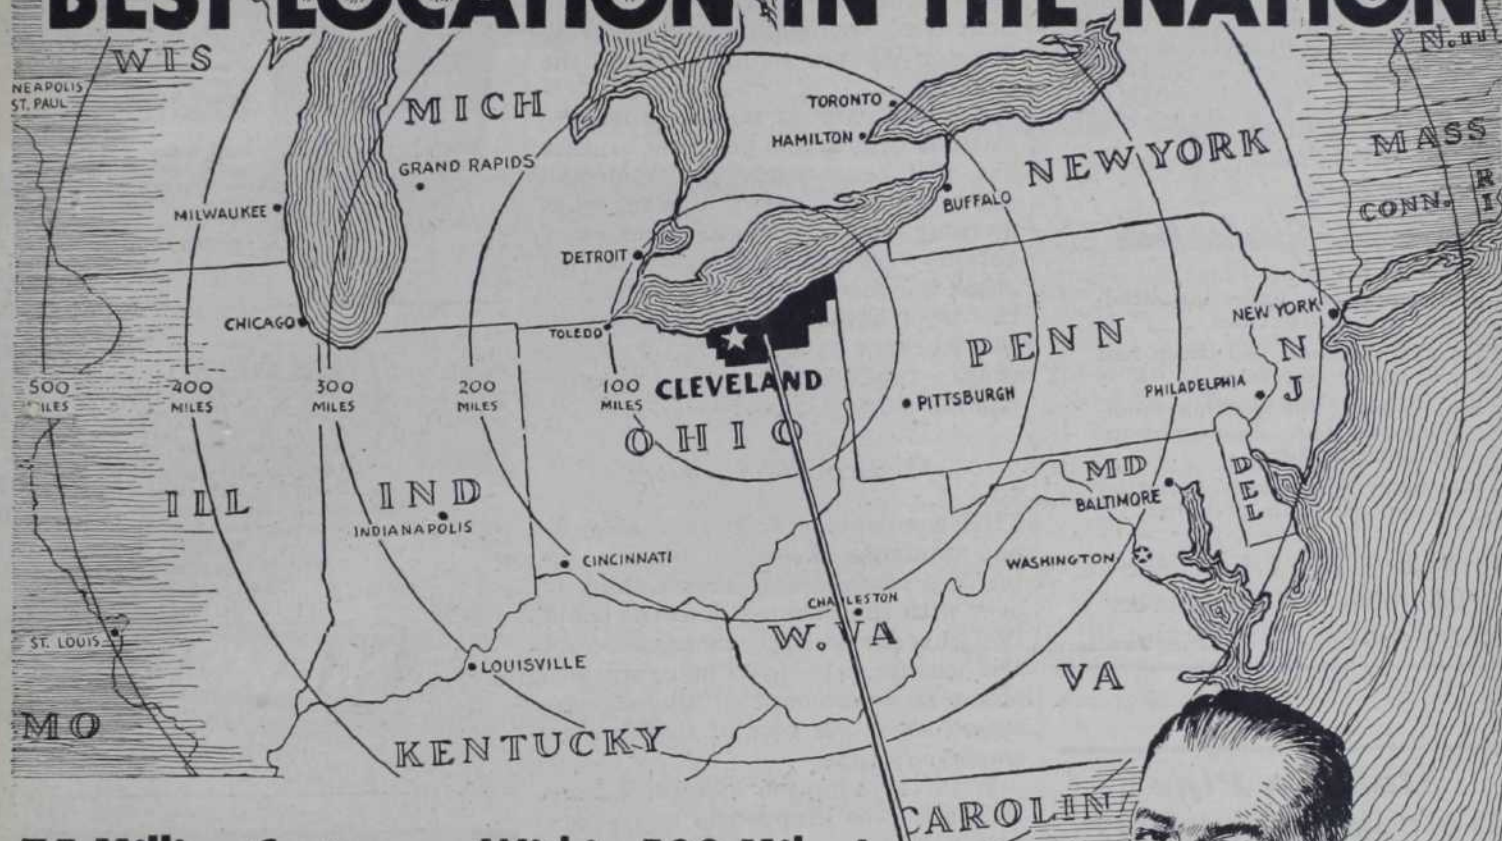 BEST LOCATION IN THE NATION
WIS
N.H
NEAPOLIS
ST. PAUL
MICH
TORONTO
HAMILTON
NEW YORK
MASS
GRAND RAPIDS
R
I
CONN.
MILWAUKEE
BUFFALO
DETROIT
CHICAGO
TOLEDO
NEW YORK
PENN
N
J
500
MILES
400
MILES
300
MILES
200
MILES
100
MILES
CLEVELAND
PITTSBURGH
PHILADELPHIA
OHIO
MD
BALTIMORE
DEL
ILL
IND
INDIANAPOLIS
CINCINNATI
WASHINGTON
CHARLESTON
W. VA
ST. LOUIS
LOUISVILLE
VA
MO
KENTUCKY
CAROLINA